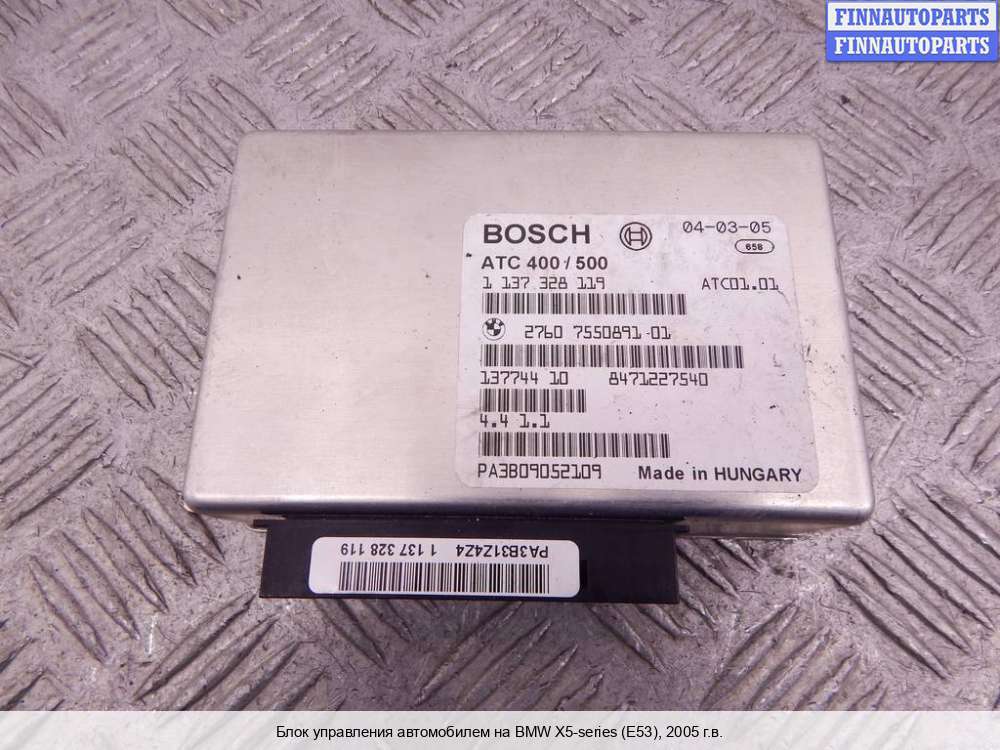 FINNAUTOPARTS
FINNAUTOPARTS
BOSCH 04-03-05
658
ATC 400 / 500
1 137 328 119 ATC01.01
2760 7550891-01
137744 10 8471227540
4.4 1.1
PA3B09052109 Made in HUNGARY
PA3B31Z4Z4 1 137 328 119
Блок управления автомобилем на BMW X5-series (E53), 2005 г.в.